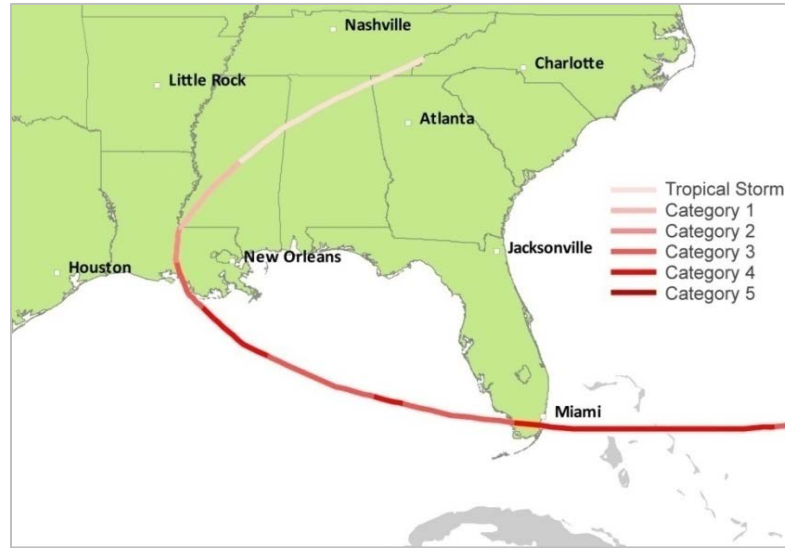 Nashville
Charlotte
Little Rock
Atlanta
Tropical Storm
Category 1
Category 2
Category 3
Category 4
Category 5
Jacksonville
New Orleans
Houston
Miami